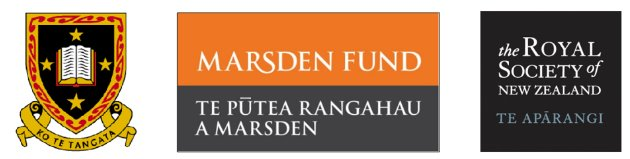 KO TE TANGATA
MARSDEN FUND
TE PŪTEA RANGAHAU
A MARSDEN
the ROYAL
SOCIETY of
NEW ZEALAND
TE APĀRANGI